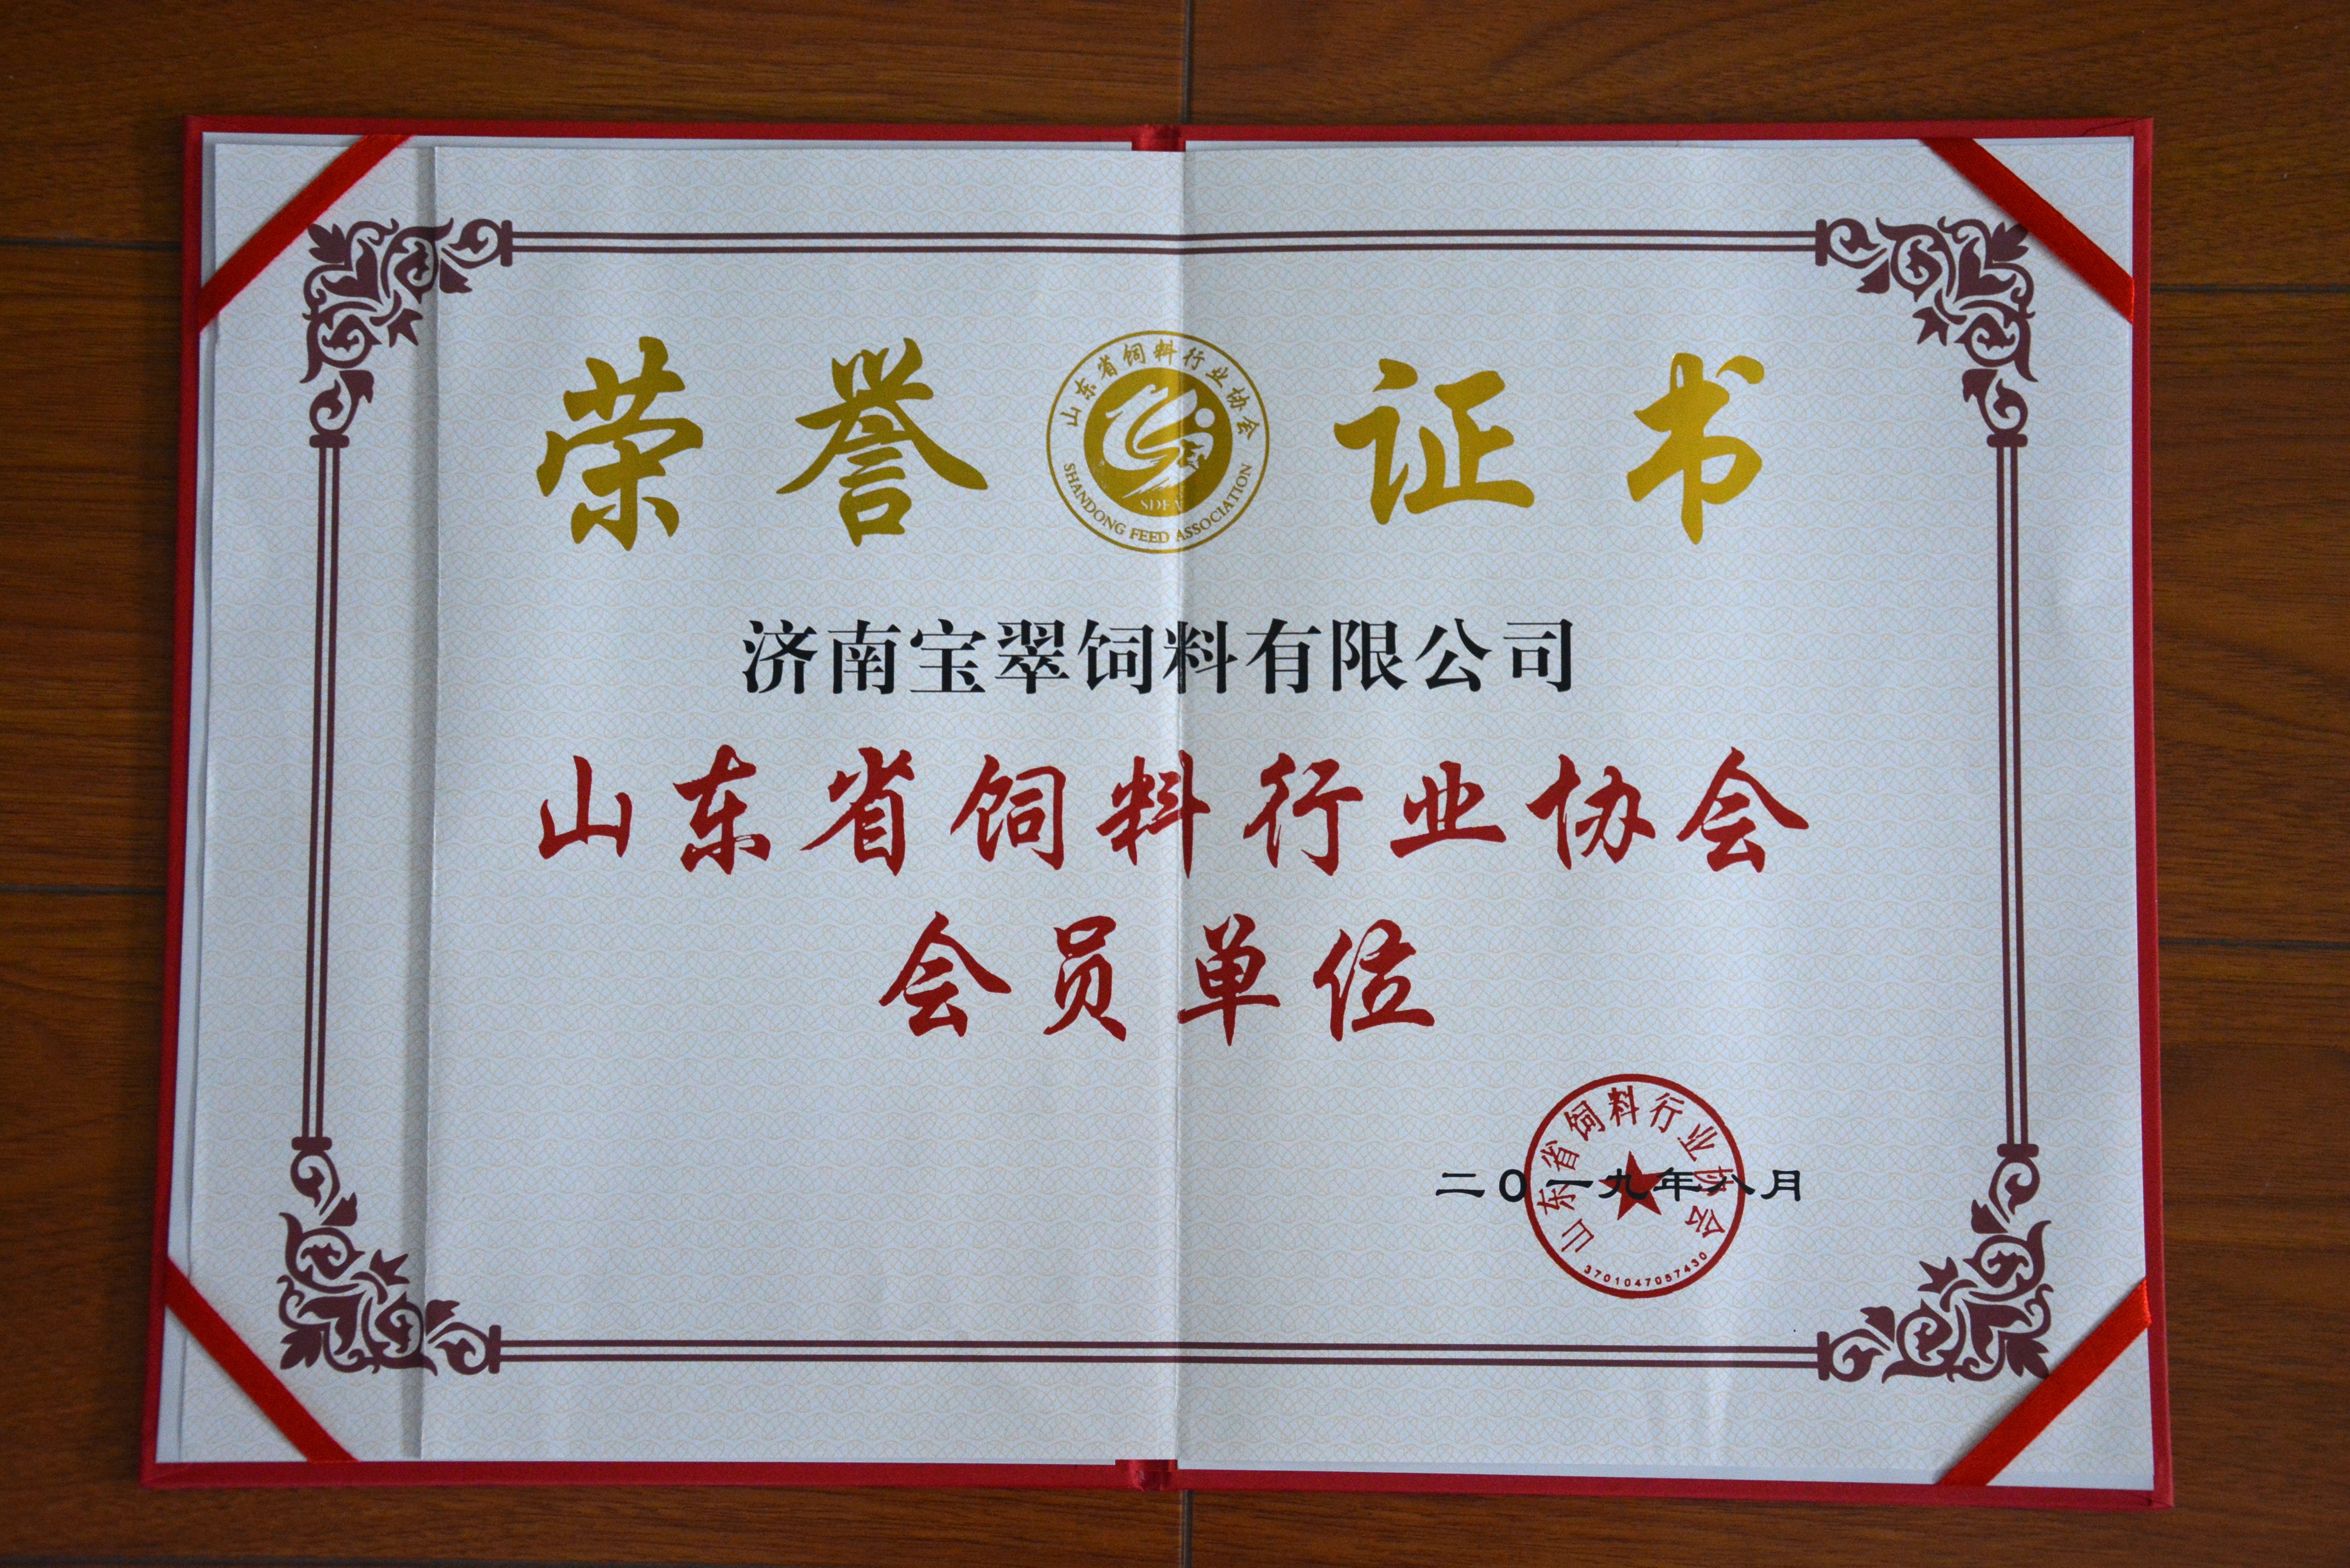 荣誉证书
山东省饲料行业协会
SDFA
SHANDONG FEED ASSOCIATION
济南宝翠饲料有限公司
山东省饲料行业协会
会员单位
山东省饲料行业协会
二〇一九年八月
3701047057430